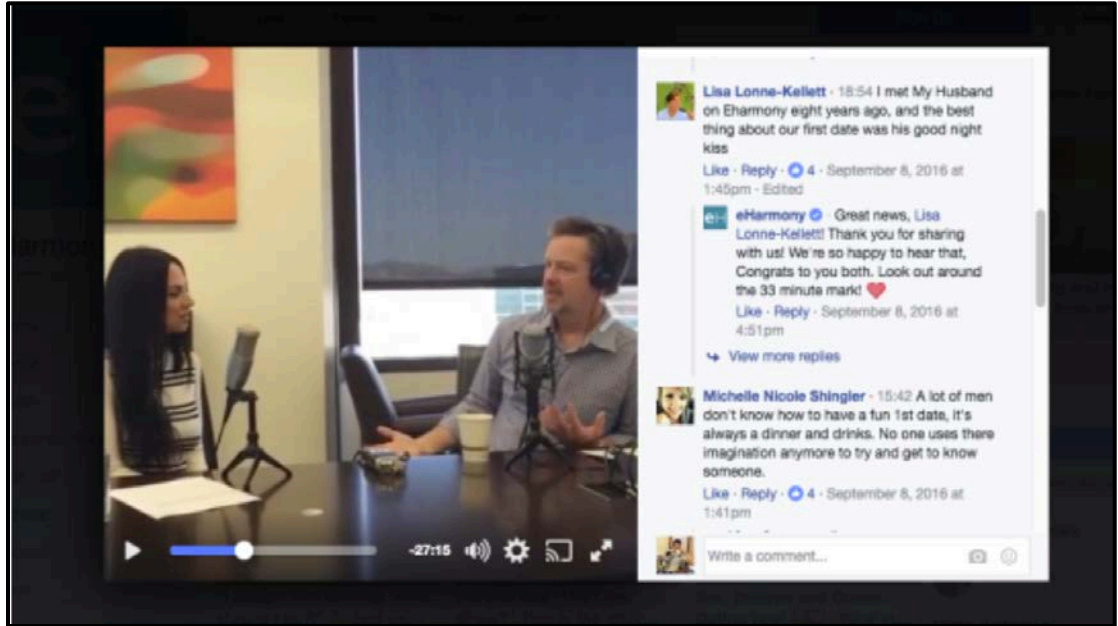 Lisa Lonne-Kellett · 18:54 I met My Husband
on Eharmony eight years ago, and the best
thing about our first date was his good night
kiss
Like · Reply · 4 · September 8, 2016 at
1:45pm · Edited
eH eHarmony Great news, Lisa
Lonne-Kellett! Thank you for sharing
with us! We're so happy to hear that,
Congrats to you both. Look out around
the 33 minute mark!
Like · Reply · September 8, 2016 at
4:51pm
View more replies
Michelle Nicole Shingler · 15:42 A lot of men
don't know how to have a fun 1st date, it's
always a dinner and drinks. No one uses there
imagination anymore to try and get to know
someone.
Like · Reply · 4 · September 8, 2016 at
1:41pm
-27:15
Write a comment...